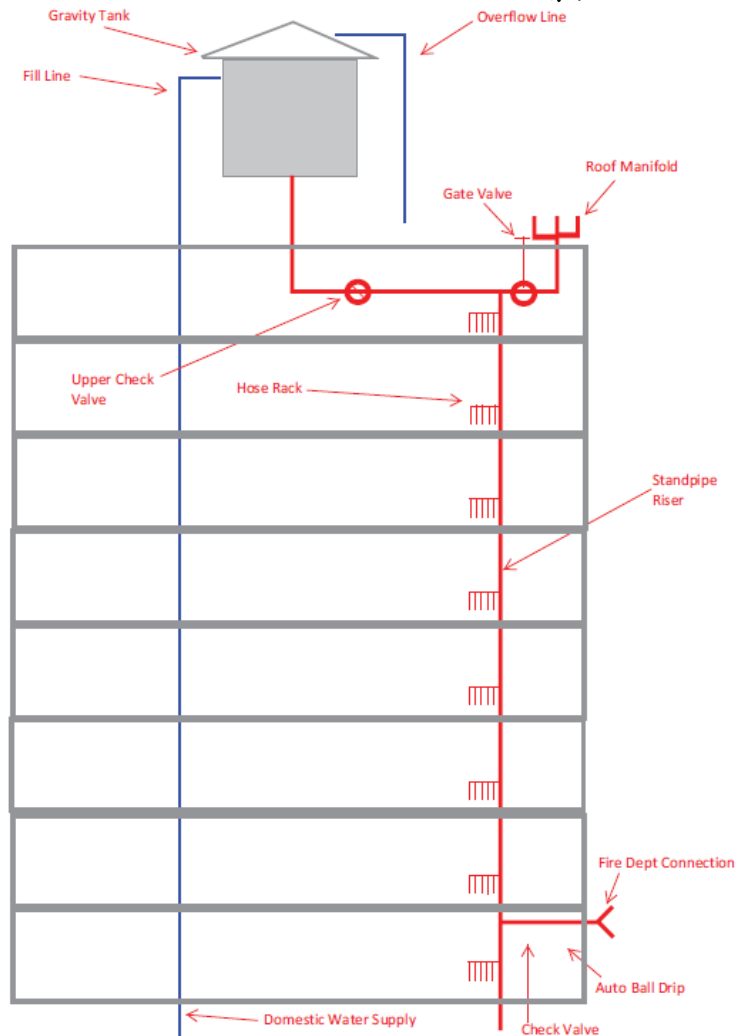 Gravity Tank
Overflow Line
Fill Line
Roof Manifold
Gate Valve
Upper Check
Valve
Hose Rack
Standpipe
Riser
Fire Dept Connection
Auto Ball Drip
Domestic Water Supply
Check Valve